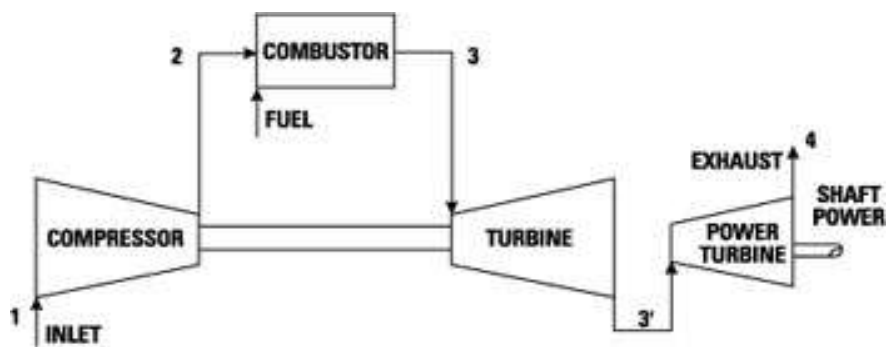 2
COMBUSTOR
3
FUEL
4
EXHAUST
SHAFT
POWER
COMPRESSOR
TURBINE
POWER
TURBINE
1
INLET
3'